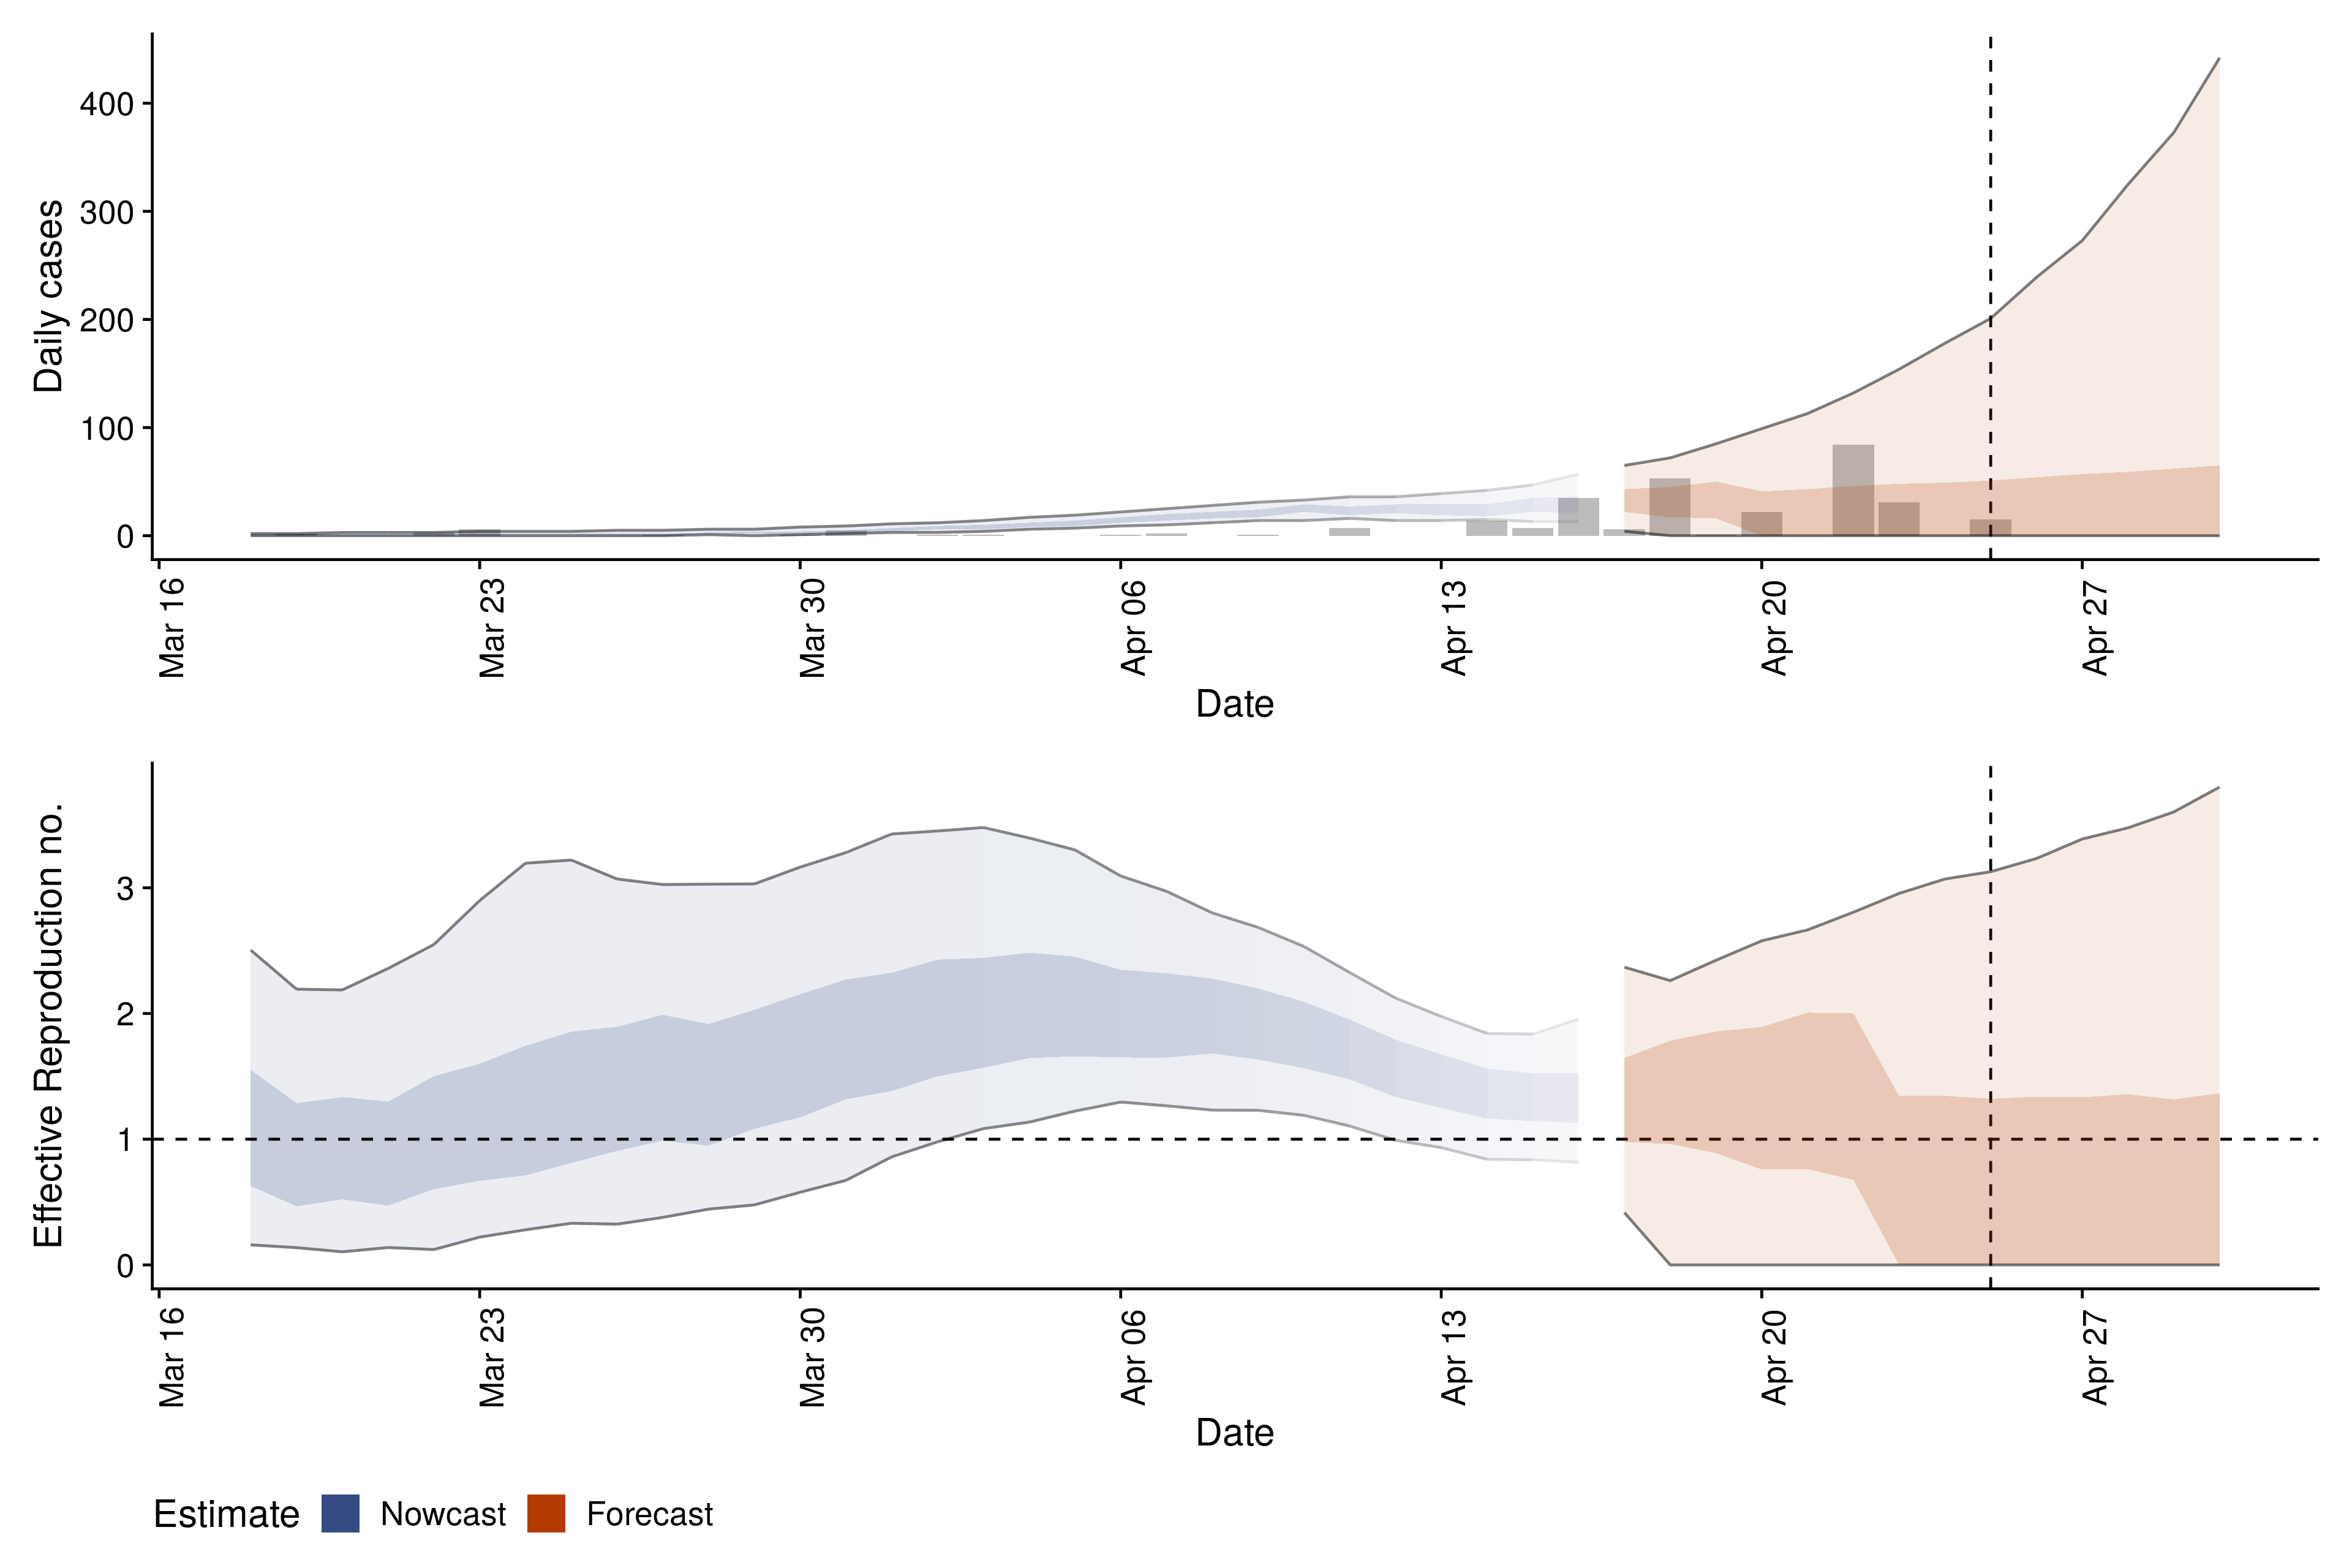 Daily cases
400
300
200
100
0
Mar 16
Mar 23
Mar 30
Apr 06
Apr 13
Apr 20
Apr 27
Date
Effective Reproduction no.
3
2
1
0
Mar 16
Mar 23
Mar 30
Apr 06
Apr 13
Apr 20
Apr 27
Date
Estimate Nowcast Forecast